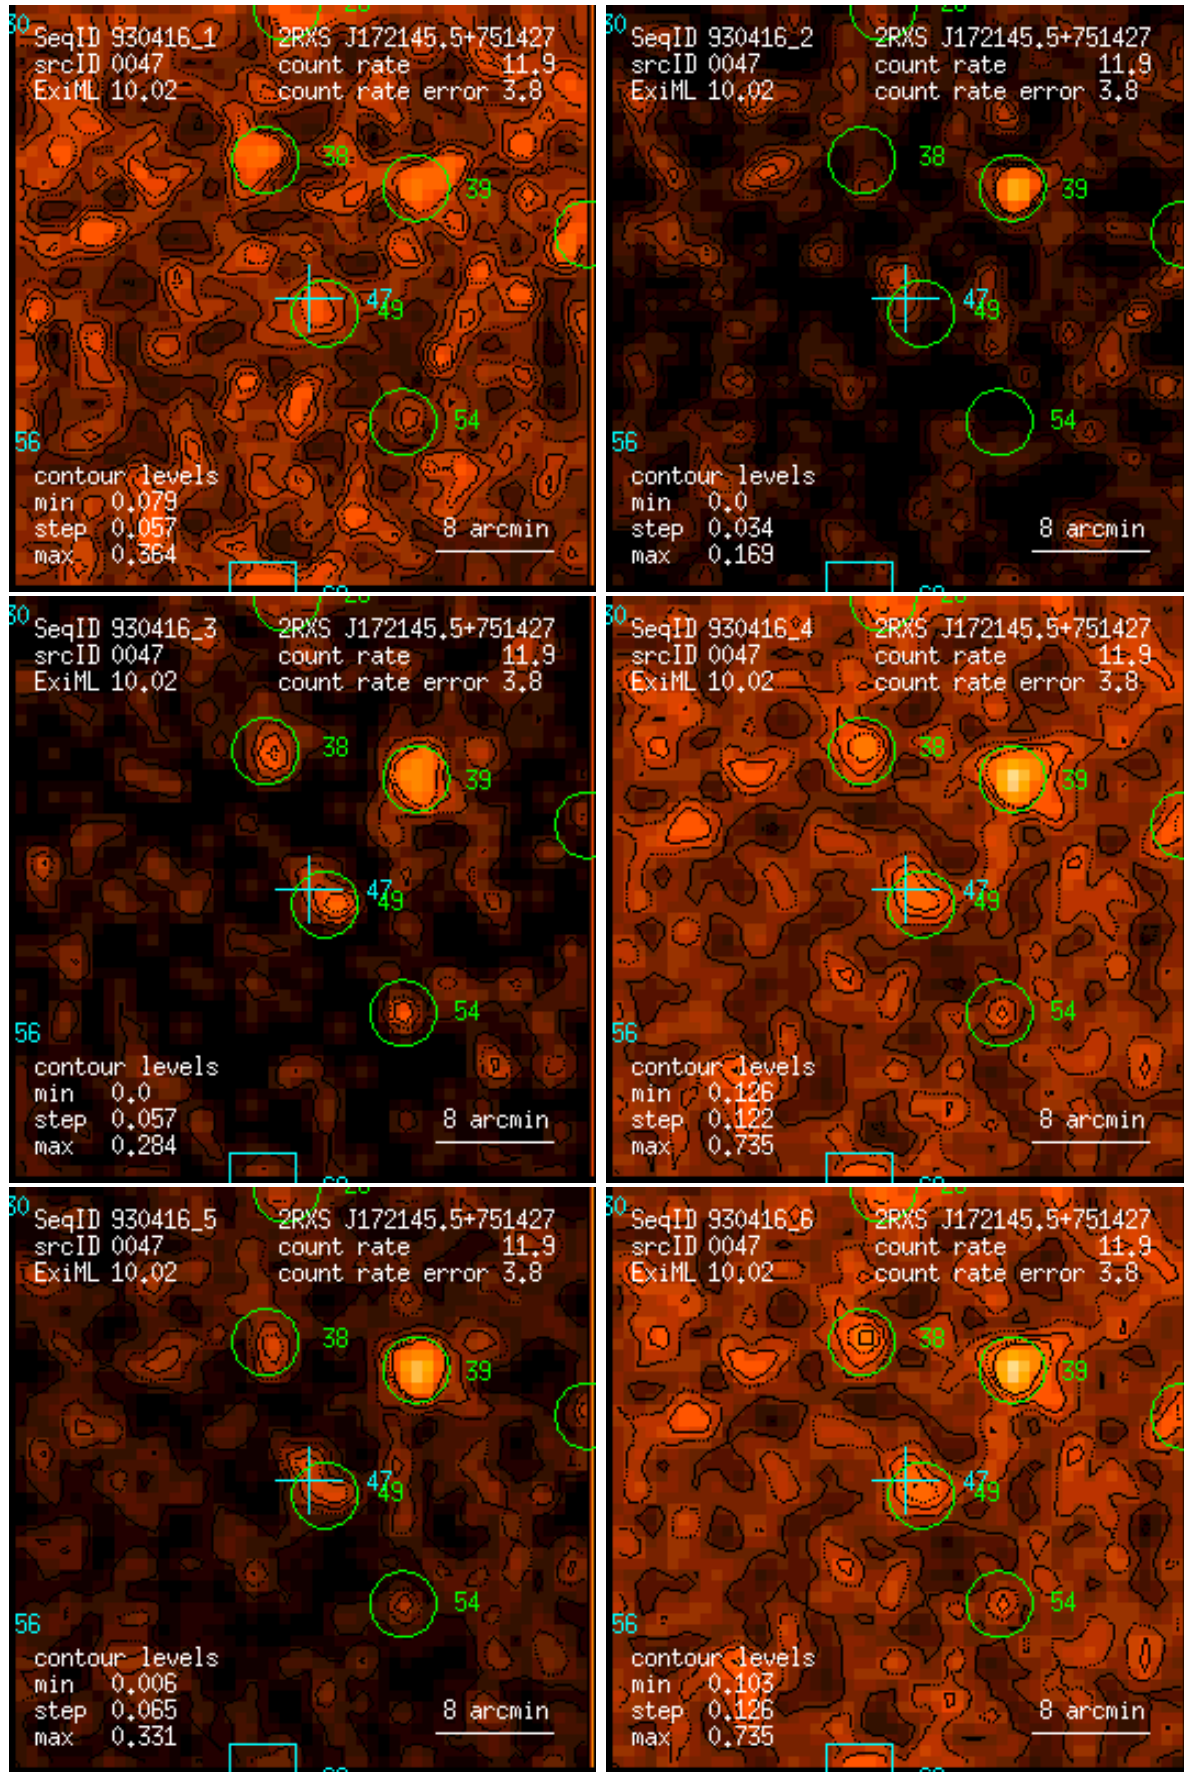 30 SeqID 930416_1 2RXS J172145.5+751427
srcID 0047 count rate 11.9
ExiML 10.02 count rate error 3.8
38
39
47
49
54
56
contour levels
min 0.079
step 0.057 8 arcmin
max 0.364
30 SeqID 930416_2 2RXS J172145.5+751427
srcID 0047 count rate 11.9
ExiML 10.02 count rate error 3.8
38
39
47
49
54
56
contour levels
min 0.0
step 0.034 8 arcmin
max 0.169
30 SeqID 930416_3 2RXS J172145.5+751427
srcID 0047 count rate 11.9
ExiML 10.02 count rate error 3.8
38
39
47
49
54
56
contour levels
min 0.0
step 0.057 8 arcmin
max 0.284
30 SeqID 930416_4 2RXS J172145.5+751427
srcID 0047 count rate 11.9
ExiML 10.02 count rate error 3.8
38
39
47
49
54
56
contour levels
min 0.126
step 0.122 8 arcmin
max 0.735
30 SeqID 930416_5 2RXS J172145.5+751427
srcID 0047 count rate 11.9
ExiML 10.02 count rate error 3.8
38
39
47
49
54
56
contour levels
min 0.006
step 0.065 8 arcmin
max 0.331
30 SeqID 930416_6 2RXS J172145.5+751427
srcID 0047 count rate 11.9
ExiML 10.02 count rate error 3.8
38
39
47
49
54
56
contour levels
min 0.103
step 0.126 8 arcmin
max 0.735